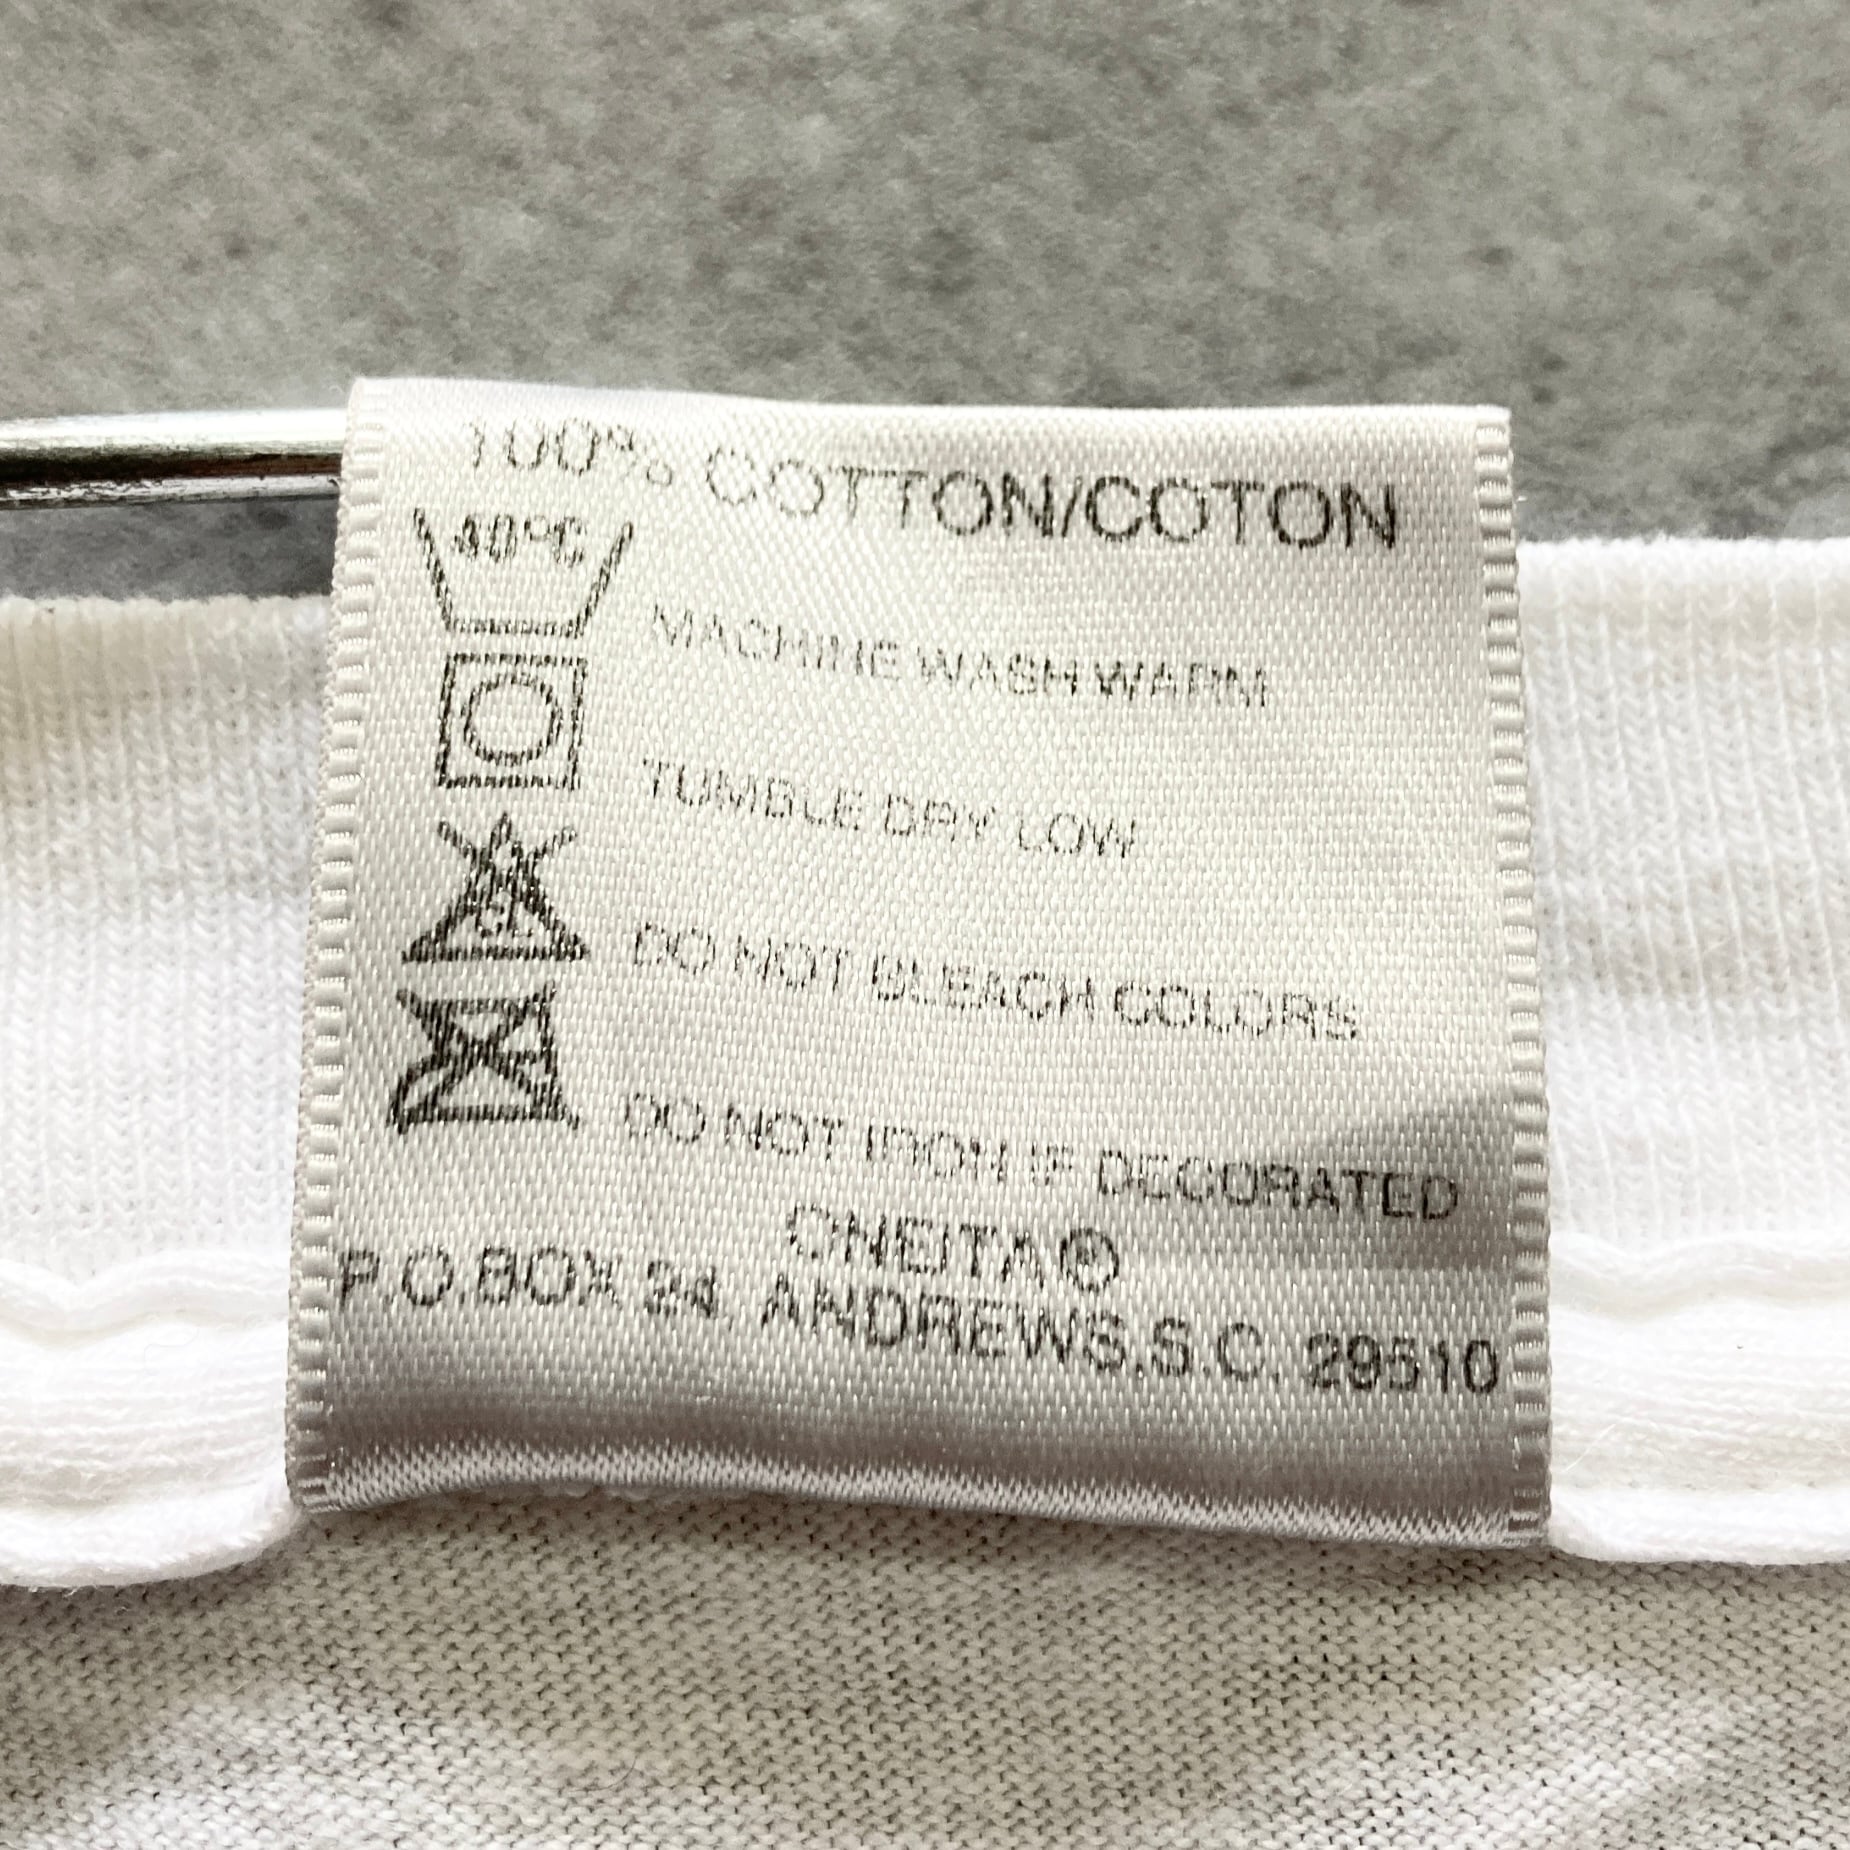 100% COTTON/COTON
40°C
MACHINE WASH WARM
TUMBLE DRY LOW
CL
DO NOT BLEACH COLORS
DO NOT IRON IF DECORATED
ONEITA®
P.O.BOX 24, ANDREWS,S.C. 29510